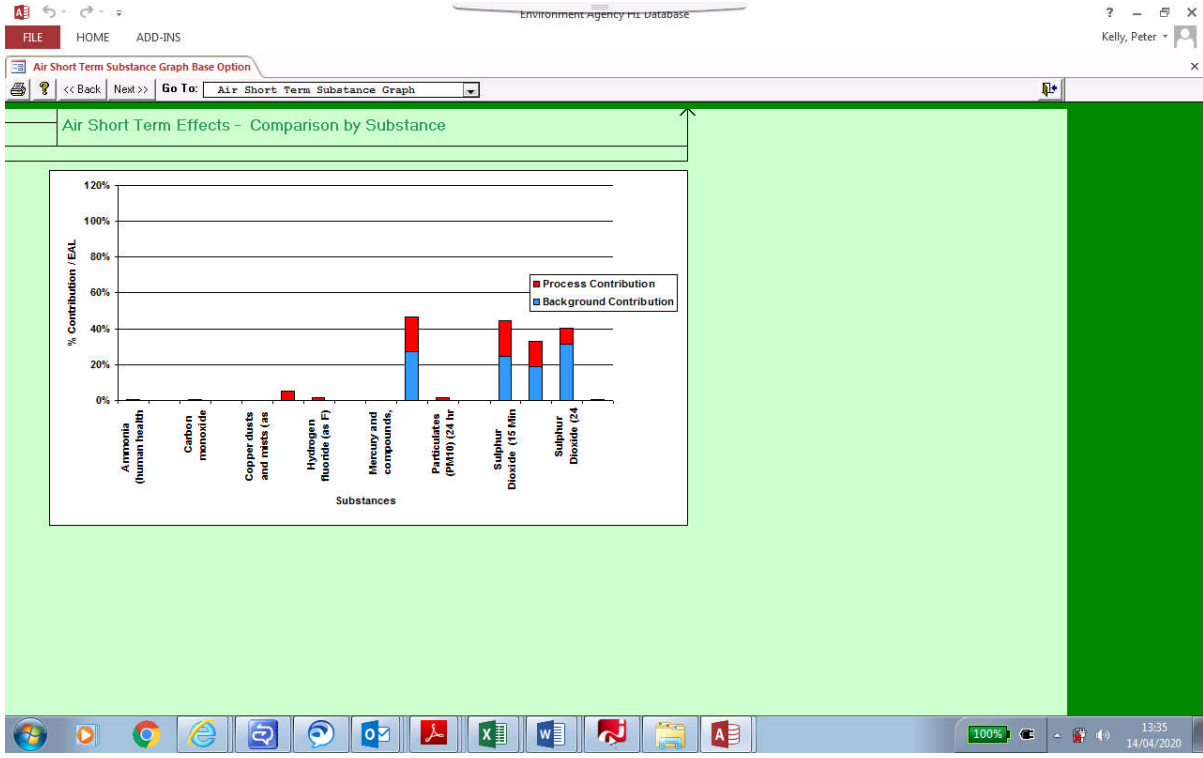 Environment Agency H1 Database
? – X
FILE HOME ADD-INS
Kelly, Peter
Air Short Term Substance Graph Base Option
x
? << Back Next >> Go To: Air Short Term Substance Graph
Air Short Term Effects - Comparison by Substance
120%
100%
80%
60%
40%
20%
0%
% Contribution / EAL
Process Contribution
Background Contribution
Ammonia
(human health
Carbon
monoxide
Copper dusts
and mists (as
Hydrogen
fluoride (as F)
Mercury and
compounds,
Particulates
(PM10) (24 hr
Sulphur
Dioxide (15 Min
Sulphur
Dioxide (24
Substances
100%
13:35
14/04/2020